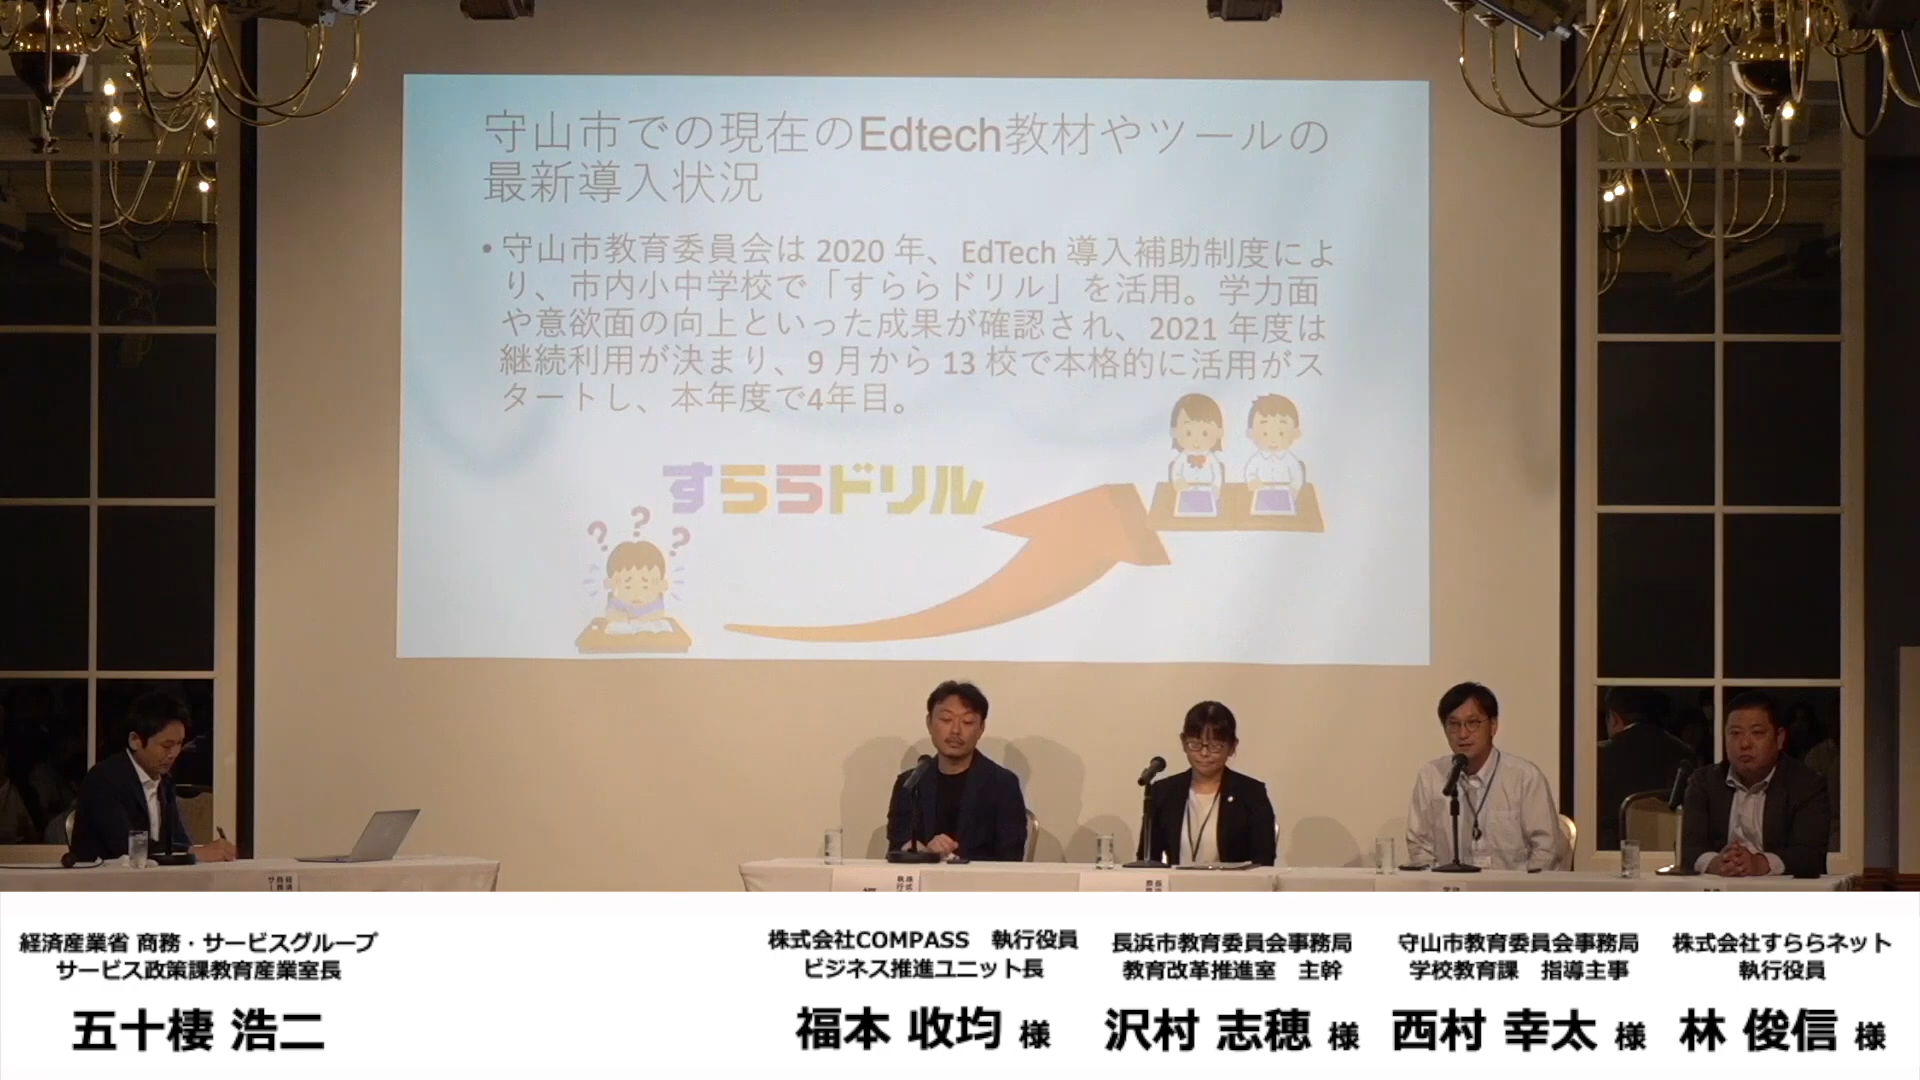 守山市での現在のEdtech教材やツールの
最新導入状況
• 守山市教育委員会は 2020 年、EdTech 導入補助制度によ
り、市内小中学校で「すららドリル」を活用。学力面
や意欲面の向上といった成果が確認され、2021 年度は
継続利用が決まり、9 月から 13 校で本格的に活用がス
タートし、本年度で4年目。
すららドリル
? ? ?
経済産業省 商務・サービスグループ
サービス政策課教育産業室長
五十棲 浩二
株式会社COMPASS 執行役員
ビジネス推進ユニット長
福本 收均 様
長浜市教育委員会事務局
教育改革推進室 主幹
沢村 志穂 様
守山市教育委員会事務局
学校教育課 指導主事
西村 幸太 様
株式会社すららネット
執行役員
林 俊信 様